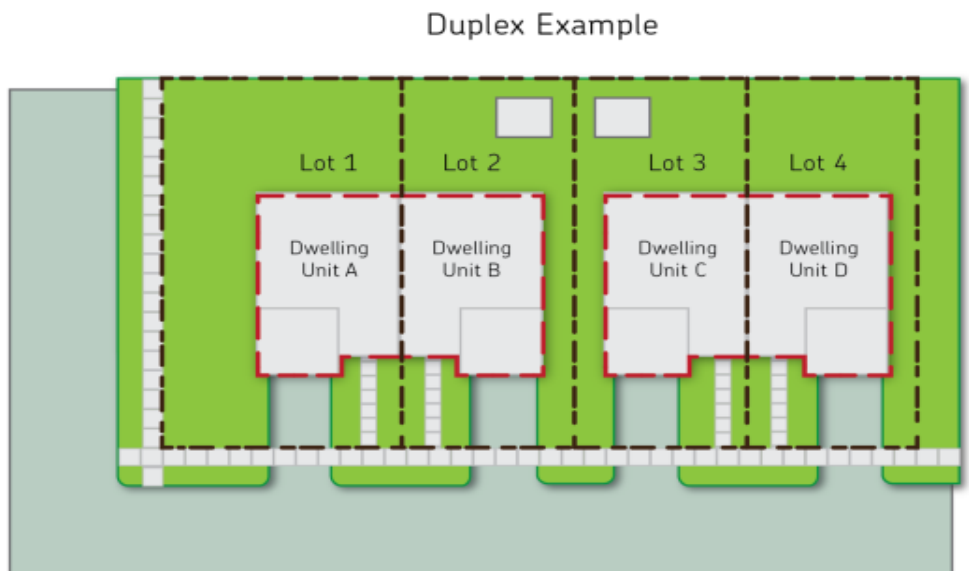 Duplex Example
Lot 1
Lot 2
Lot 3
Lot 4
Dwelling
Unit A
Dwelling
Unit B
Dwelling
Unit C
Dwelling
Unit D